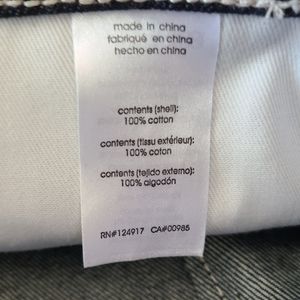 made in china
fabriqué en china
hecho en china
contents (shell):
100% cotton
contents (tissu extérieur):
100% coton
contents (tejido externo):
100% algodón
RN#124917 CA#00985